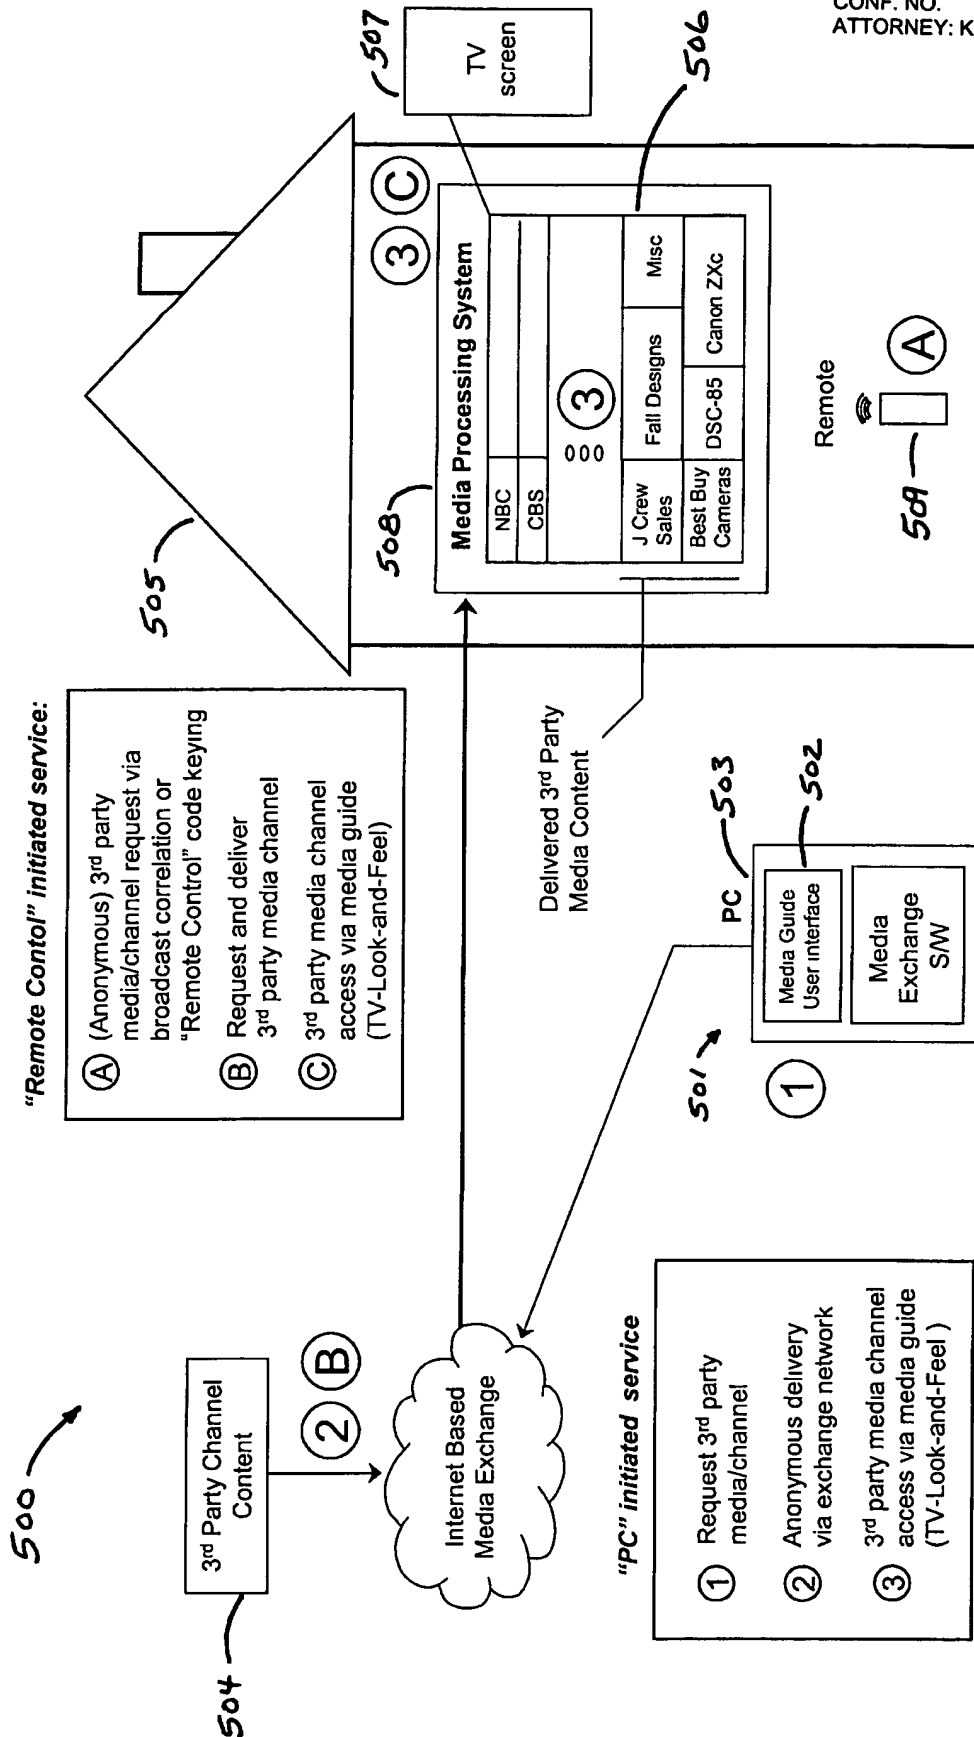 CONF. NO.
ATTORNEY: K
500
504
3rd Party Channel
Content
2
B
Internet Based
Media Exchange
"Remote Contol" initiated service:
A (Anonymous) 3rd party
media/channel request via
broadcast correlation or
"Remote Control" code keying
B Request and deliver
3rd party media channel
C 3rd party media channel
access via media guide
(TV-Look-and-Feel)
"PC" initiated service
1 Request 3rd party
media/channel
2 Anonymous delivery
via exchange network
3 3rd party media channel
access via media guide
(TV-Look-and-Feel )
505
507
TV
screen
3
C
508
Media Processing System
NBC
CBS
000
3
J Crew
Sales
Fall Designs
Misc
Best Buy
Cameras
DSC-85
Canon ZXc
506
Delivered 3rd Party
Media Content
Remote
509
A
PC
503
502
501
1
Media Guide
User interface
Media
Exchange
S/W